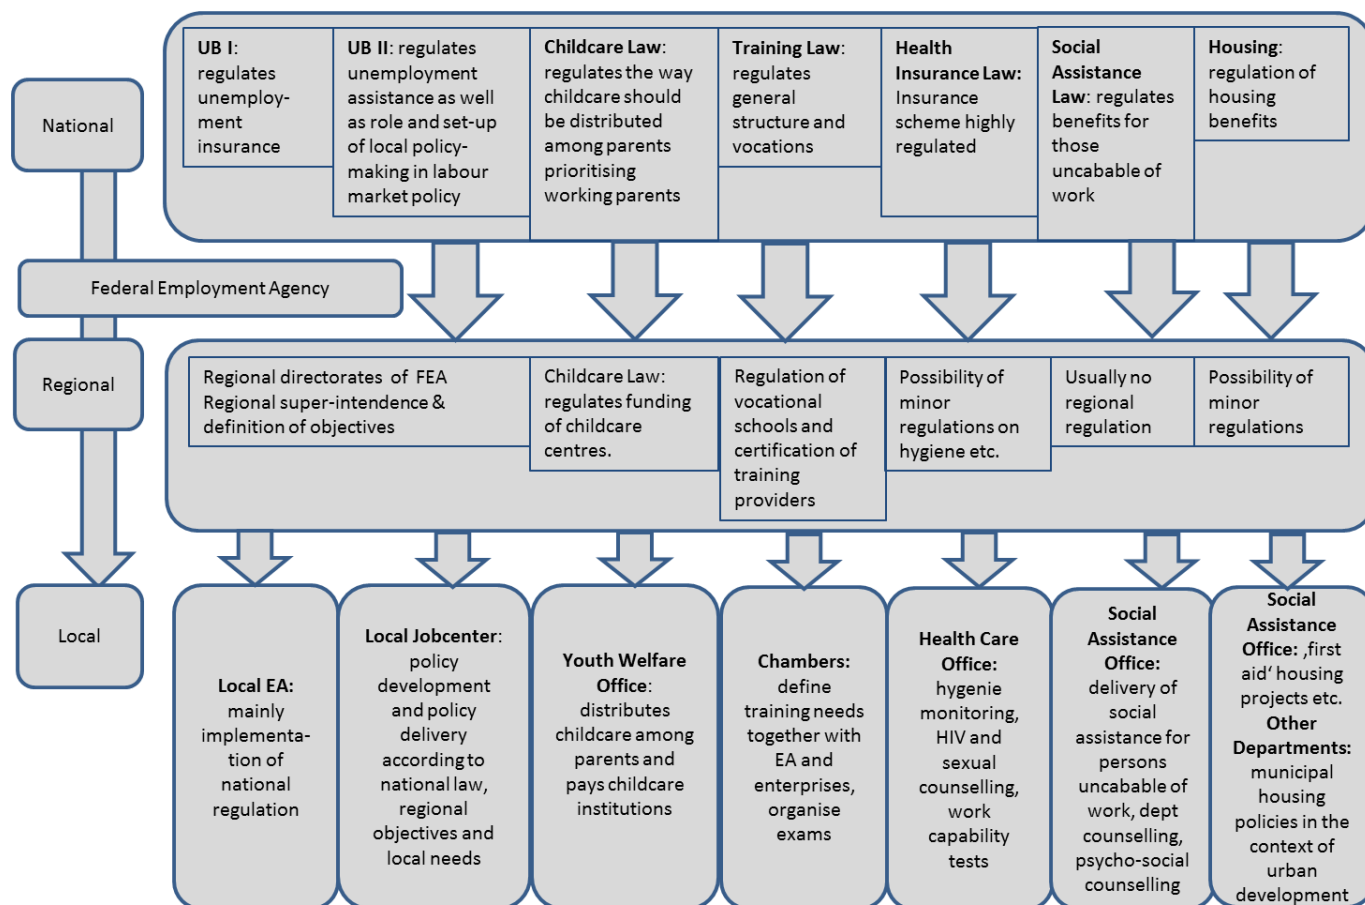 National
UB I:
regulates
unemploy-
ment
insurance
UB II: regulates
unemployment
assistance as well
as role and set-up
of local policy-
making in labour
market policy
Childcare Law:
regulates the way
childcare should
be distributed
among parents
prioritising
working parents
Training Law:
regulates
general
structure and
vocations
Health
Insurance Law:
Insurance
scheme highly
regulated
Social
Assistance
Law: regulates
benefits for
those
uncabable of
work
Housing:
regulation of
housing
benefits
Federal Employment Agency
Regional
Regional directorates of FEA
Regional super-intendence &
definition of objectives
Childcare Law:
regulates funding
of childcare
centres.
Regulation of
vocational
schools and
certification of
training
providers
Possibility of
minor
regulations on
hygiene etc.
Usually no
regional
regulation
Possibility of
minor
regulations
Local
Local EA:
mainly
implementa-
tion of
national
regulation
Local Jobcenter:
policy
development
and policy
delivery
according to
national law,
regional
objectives and
local needs
Youth Welfare
Office:
distributes
childcare among
parents and
pays childcare
institutions
Chambers:
define
training needs
together with
EA and
enterprises,
organise
exams
Health Care
Office:
hygenie
monitoring,
HIV and
sexual
counselling,
work
capability
tests
Social
Assistance
Office:
delivery of
social
assistance for
persons
uncabable of
work, dept
counselling,
psycho-social
counselling
Social
Assistance
Office: ‚first
aid‘ housing
projects etc.
Other
Departments:
municipal
housing
policies in the
context of
urban
development